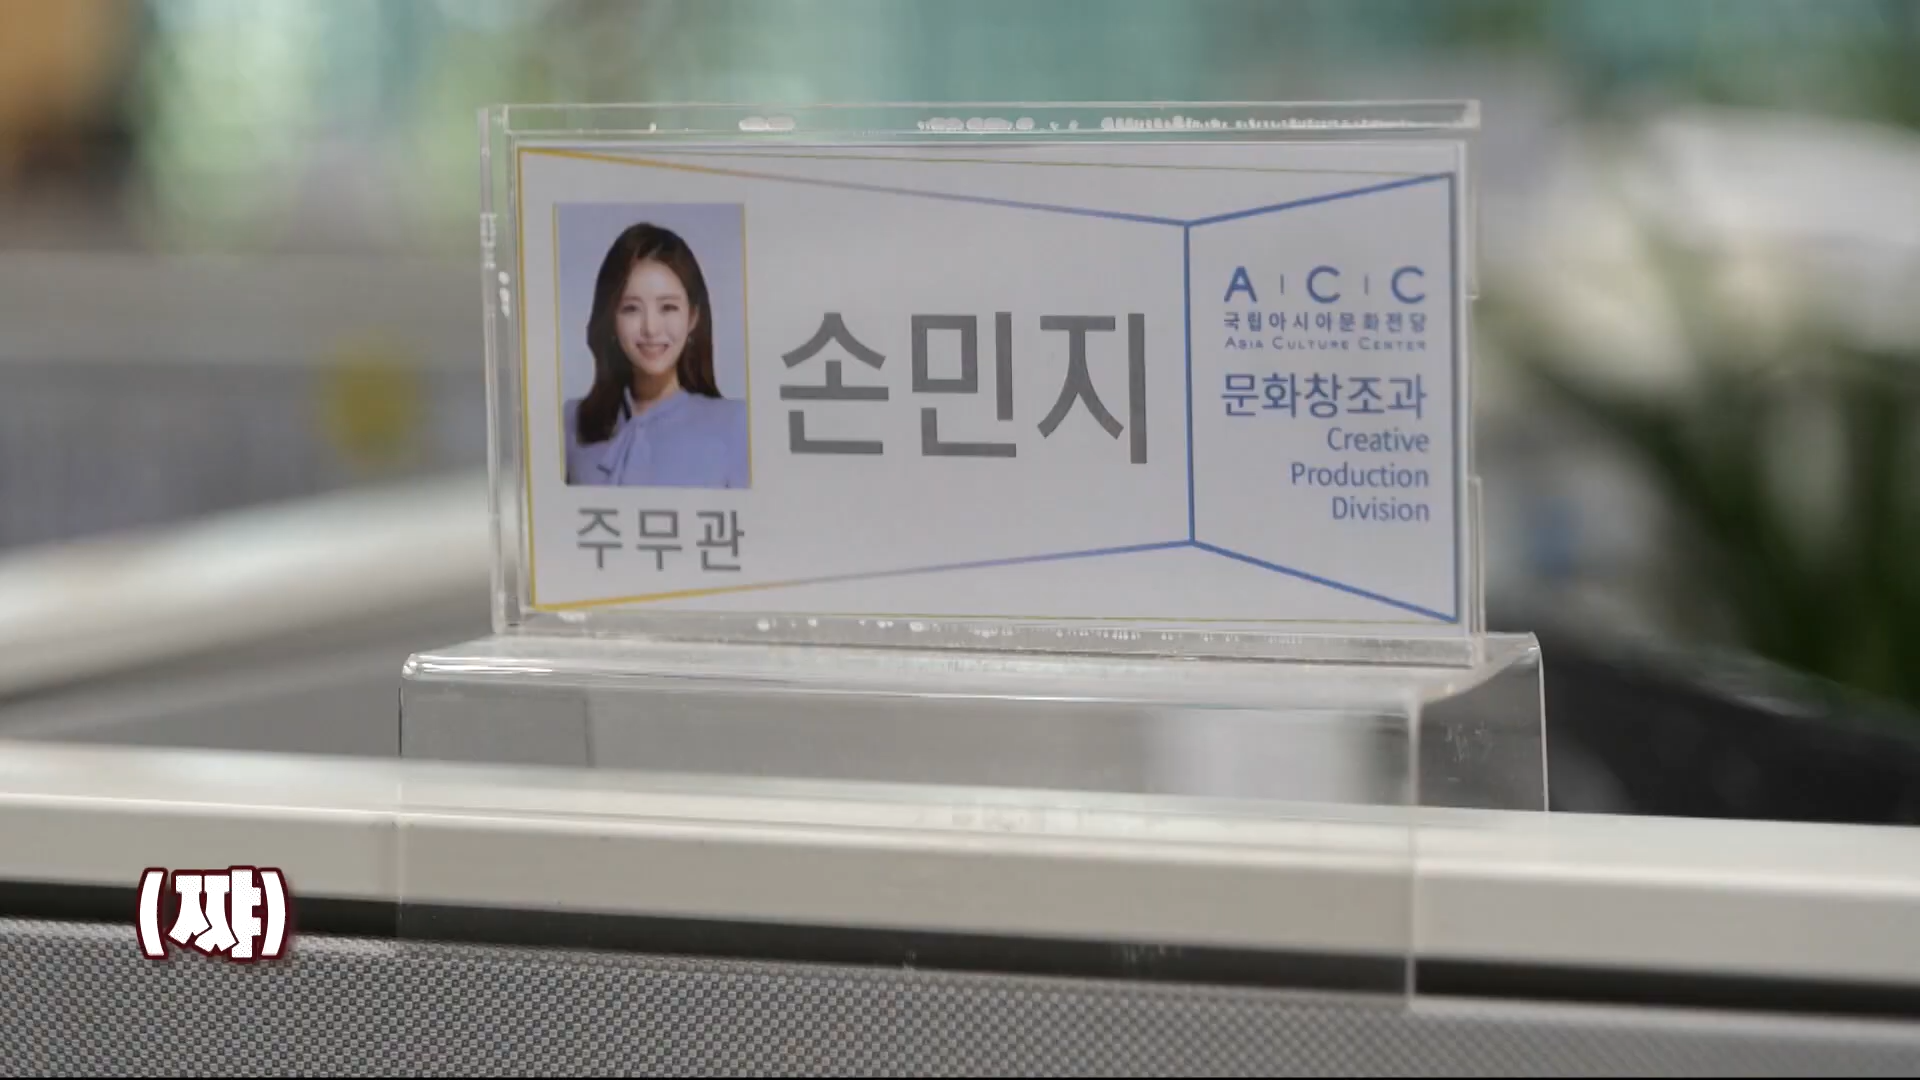 손민지
주무관
A | C | C
국립아시아문화전당
ASIA CULTURE CENTER
문화창조과
Creative
Production
Division
(쨔)